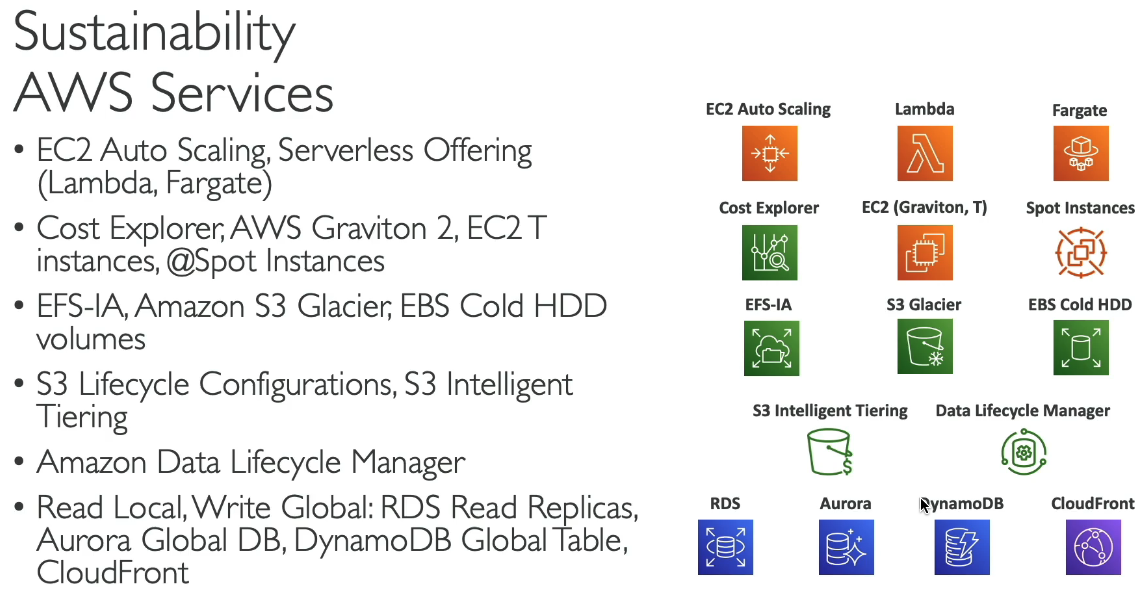 Sustainability
AWS Services
• EC2 Auto Scaling, Serverless Offering
(Lambda, Fargate)
• Cost Explorer, AWS Graviton 2, EC2 T
instances, @Spot Instances
• EFS-IA, Amazon S3 Glacier, EBS Cold HDD
volumes
• S3 Lifecycle Configurations, S3 Intelligent
Tiering
• Amazon Data Lifecycle Manager
• Read Local, Write Global: RDS Read Replicas,
Aurora Global DB, DynamoDB Global Table,
CloudFront
EC2 Auto Scaling
Lambda
Fargate
Cost Explorer
EC2 (Graviton, T)
Spot Instances
EFS-IA
S3 Glacier
EBS Cold HDD
S3 Intelligent Tiering
Data Lifecycle Manager
RDS
Aurora
DynamoDB
CloudFront